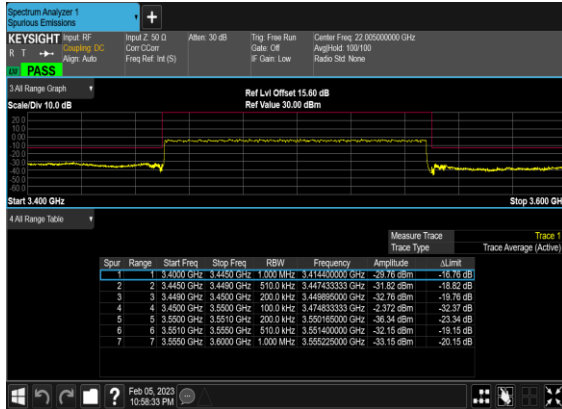 Spectrum Analyzer 1
Spurious Emissions
KEYSIGHT Input: RF Input Z: 50 Ω Atten: 30 dB Trig: Free Run Center Freq: 22.005000000 GHz
R T Coupling: DC Corr CCorr Gate: Off Avg|Hold: 100/100
Align: Auto Freq Ref: Int (S) IF Gain: Low Radio Std: None
PASS
3 All Range Graph
Ref Lvl Offset 15.60 dB
Scale/Div 10.0 dB Ref Value 30.00 dBm
20.0
10.0
0.00
-10.0
-20.0
-30.0
-40.0
-50.0
-60.0
Start 3.400 GHz Stop 3.600 GH
4 All Range Table
Measure Trace Trace 1
Trace Type Trace Average (Active)
Spur Range Start Freq Stop Freq RBW Frequency Amplitude ΔLimit
1 1 3.4000 GHz 3.4450 GHz 1.000 MHz 3.414400000 GHz -29.76 dBm -16.76 dB
2 2 3.4450 GHz 3.4490 GHz 510.0 kHz 3.447433333 GHz -31.82 dBm -18.82 dB
3 3 3.4490 GHz 3.4500 GHz 200.0 kHz 3.449895000 GHz -32.76 dBm -19.76 dB
4 4 3.4500 GHz 3.5500 GHz 100.0 kHz 3.474833333 GHz -2.372 dBm -32.37 dB
5 5 3.5500 GHz 3.5510 GHz 200.0 kHz 3.550165000 GHz -36.34 dBm -23.34 dB
6 6 3.5510 GHz 3.5550 GHz 510.0 kHz 3.551400000 GHz -32.15 dBm -19.15 dB
7 7 3.5550 GHz 3.6000 GHz 1.000 MHz 3.555225000 GHz -33.15 dBm -20.15 dB
? Feb 05, 2023
10:58:33 PM